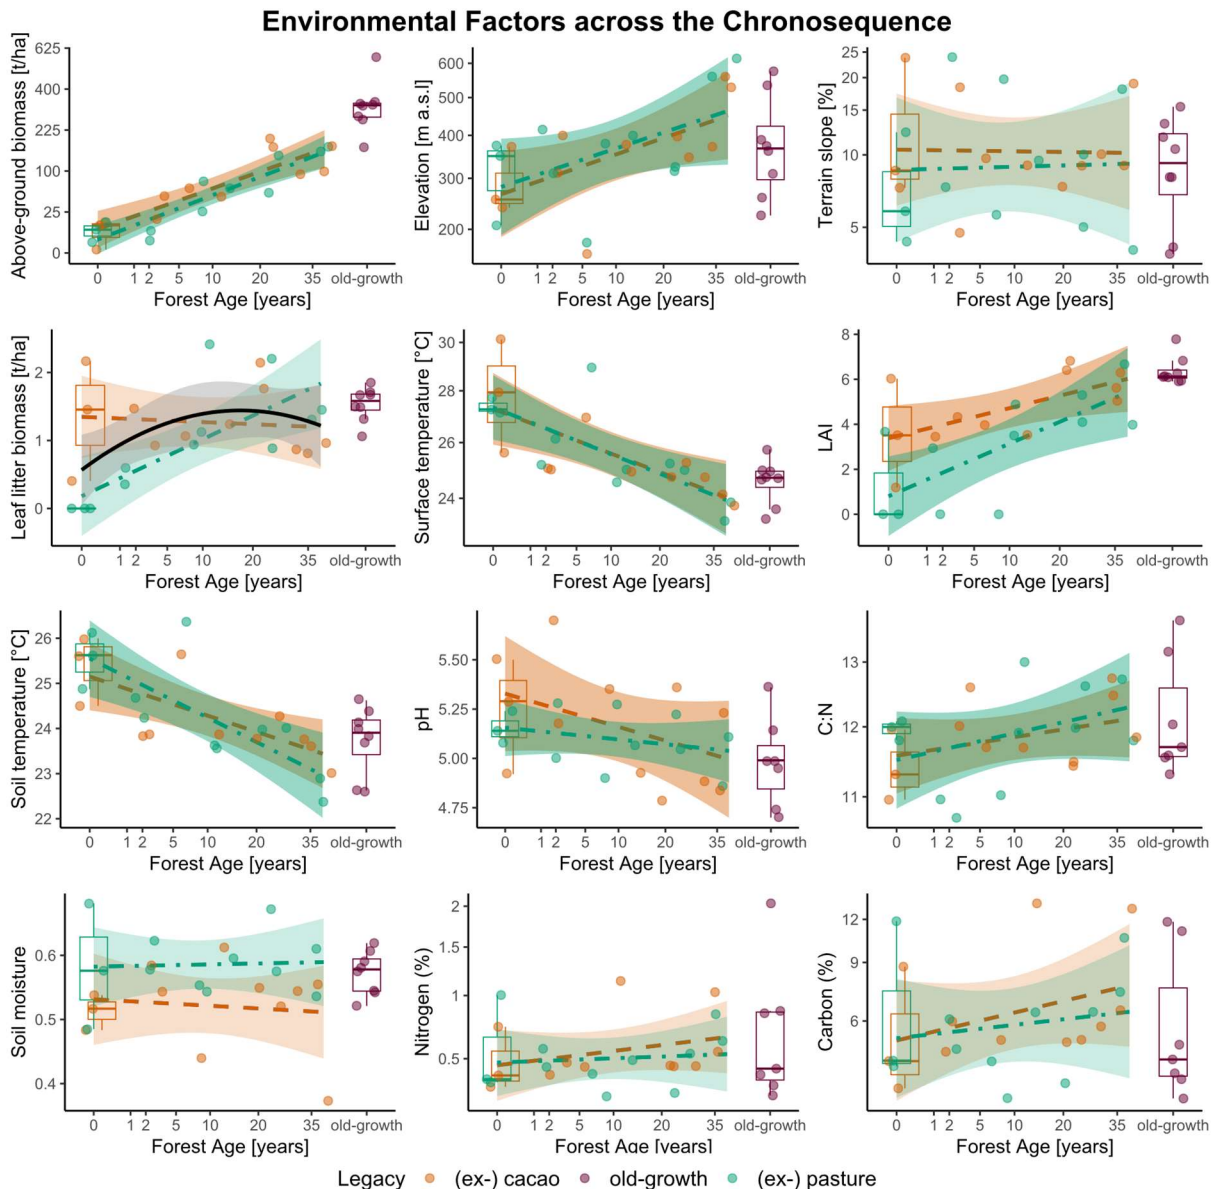 Environmental Factors across the Chronosequence
Above-ground biomass [t/ha]
625
400
225
100
25
0
0 1 2 5 10 20 35 old-growth
Forest Age [years]
Elevation [m a.s.l]
600
500
400
300
200
0 1 2 5 10 20 35 old-growth
Forest Age [years]
Terrain slope [%]
25
20
15
10
5
0 1 2 5 10 20 35 old-growth
Forest Age [years]
Leaf litter biomass [t/ha]
2
1
0
0 1 2 5 10 20 35 old-growth
Forest Age [years]
Surface temperature [°C]
30
28
26
24
0 1 2 5 10 20 35 old-growth
Forest Age [years]
LAI
8
6
4
2
0
0 1 2 5 10 20 35 old-growth
Forest Age [years]
Soil temperature [°C]
26
25
24
23
22
0 1 2 5 10 20 35 old-growth
Forest Age [years]
pH
5.50
5.25
5.00
4.75
0 1 2 5 10 20 35 old-growth
Forest Age [years]
C:N
13
12
11
0 1 2 5 10 20 35 old-growth
Forest Age [years]
Soil moisture
0.6
0.5
0.4
0 1 2 5 10 20 35 old-growth
Forest Age [years]
Nitrogen (%)
2
1.5
1
0.5
0 1 2 5 10 20 35 old-growth
Forest Age [years]
Carbon (%)
12
9
6
0 1 2 5 10 20 35 old-growth
Forest Age [years]
Legacy (ex-) cacao old-growth (ex-) pasture